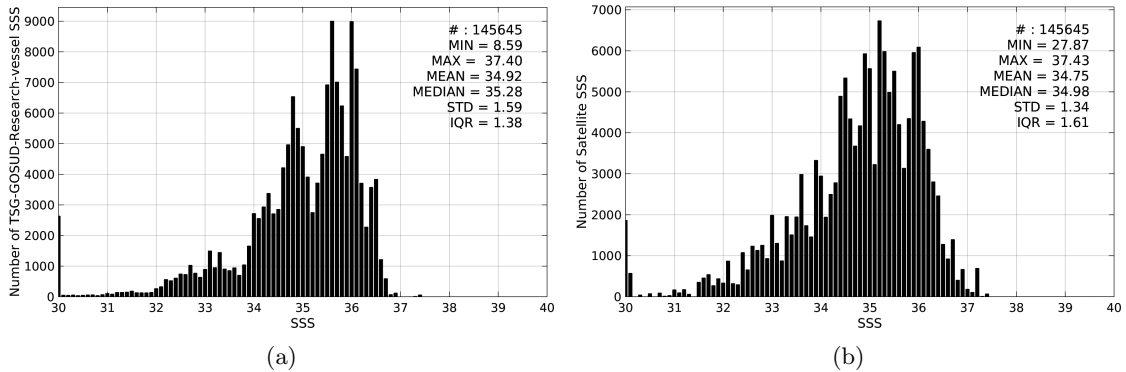 Number of TSG-GOSUD-Research-vessel SSS
9000
8000
7000
6000
5000
4000
3000
2000
1000
0
# : 145645
MIN = 8.59
MAX = 37.40
MEAN = 34.92
MEDIAN = 35.28
STD = 1.59
IQR = 1.38
30 31 32 33 34 35 36 37 38 39 40
SSS
(a)
Number of Satellite SSS
7000
6000
5000
4000
3000
2000
1000
0
# : 145645
MIN = 27.87
MAX = 37.43
MEAN = 34.75
MEDIAN = 34.98
STD = 1.34
IQR = 1.61
30 31 32 33 34 35 36 37 38 39 40
SSS
(b)